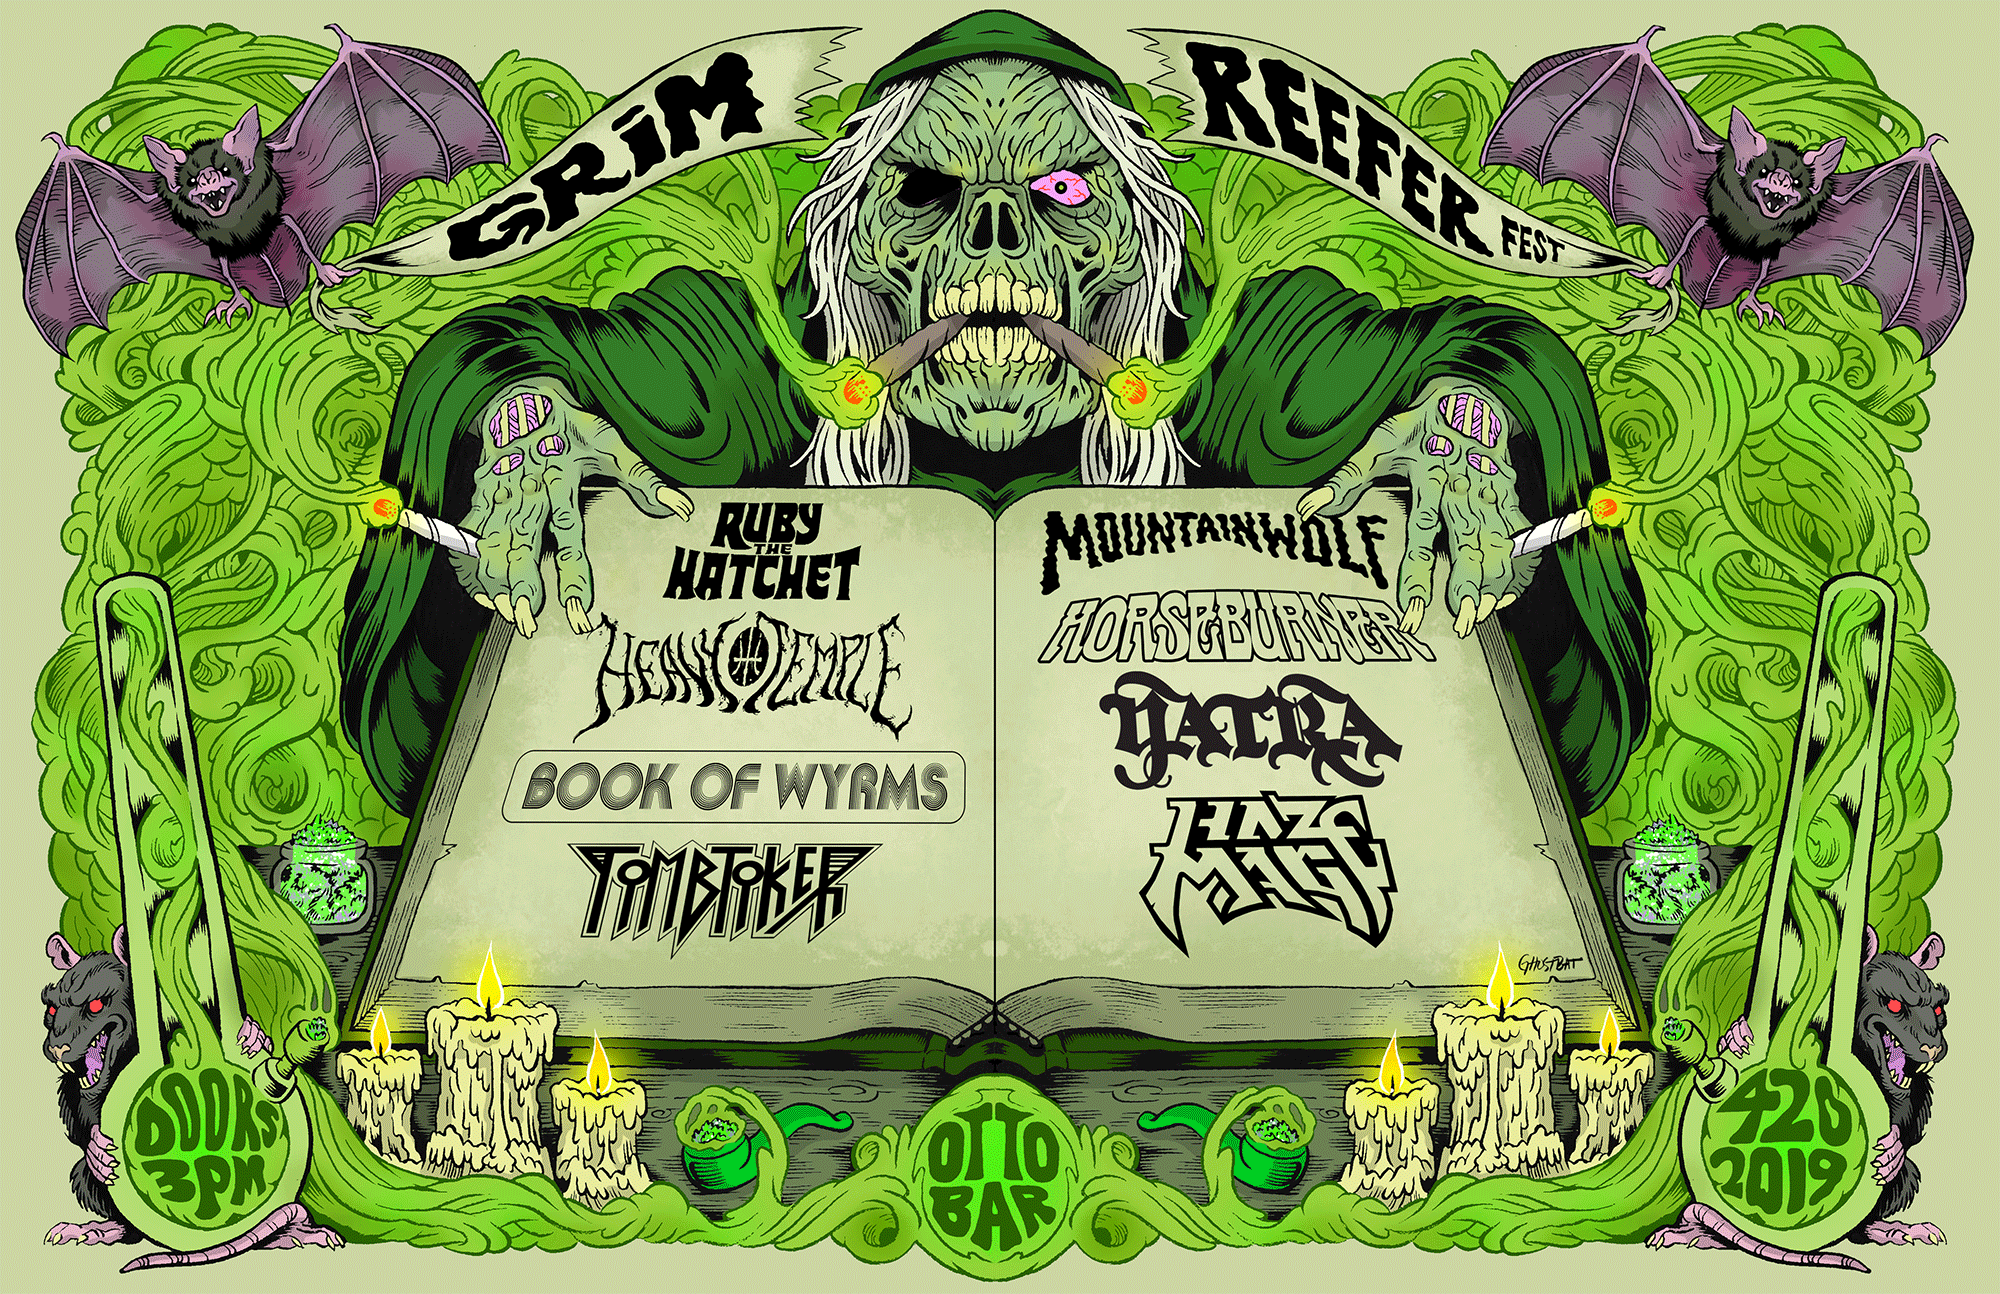 GRIM
REEFER FEST
RUBY
THE
HATCHET
HEAVY TEMPLE
BOOK OF WYRMS
TOMBTOKER
MOUNTAINWOLF
HORSEBURNER
YATRA
HAZE
MAGE
GHOSTBAT
DOORS
3PM
OTTO
BAR
420
2019